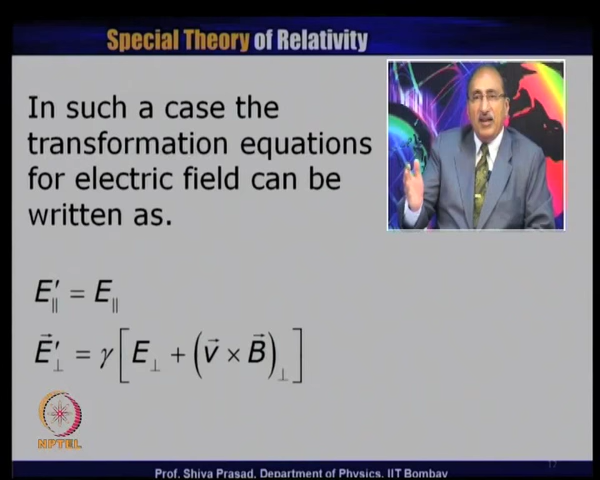 Special Theory of Relativity
In such a case the
transformation equations
for electric field can be
written as.
E′∥ = E∥
E⃗′⊥ = γ[E⊥ + (v⃗ × B⃗)⊥]
NPTEL
17
Prof. Shiva Prasad, Department of Physics, IIT Bombay